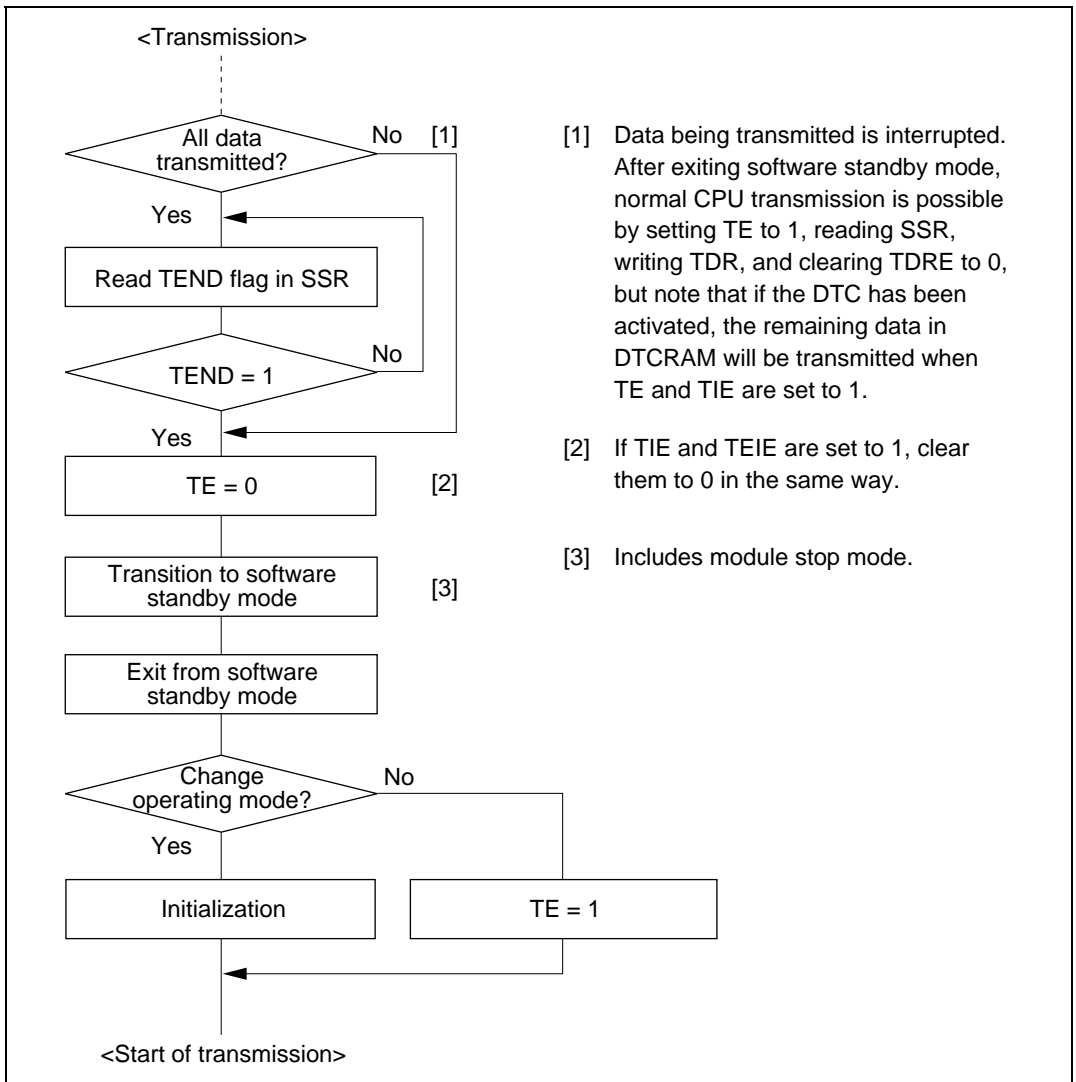 <Transmission>
All data
transmitted?
No [1]
Yes
Read TEND flag in SSR
No
TEND = 1
Yes
TE = 0
[2]
Transition to software
standby mode
[3]
Exit from software
standby mode
Change
operating mode?
No
Yes
Initialization
TE = 1
<Start of transmission>
[1] Data being transmitted is interrupted.
After exiting software standby mode,
normal CPU transmission is possible
by setting TE to 1, reading SSR,
writing TDR, and clearing TDRE to 0,
but note that if the DTC has been
activated, the remaining data in
DTCRAM will be transmitted when
TE and TIE are set to 1.
[2] If TIE and TEIE are set to 1, clear
them to 0 in the same way.
[3] Includes module stop mode.